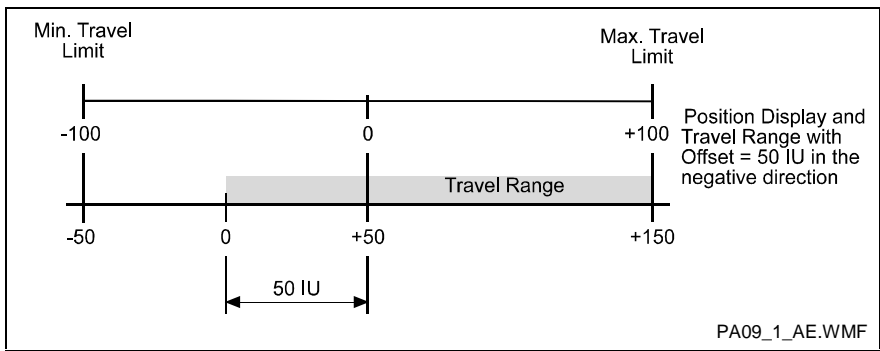 Min. Travel
Limit
Max. Travel
Limit
-100
0
+100
Position Display and
Travel Range with
Offset = 50 IU in the
negative direction
Travel Range
-50
0
+50
+150
50 IU
PA09_1_AE.WMF